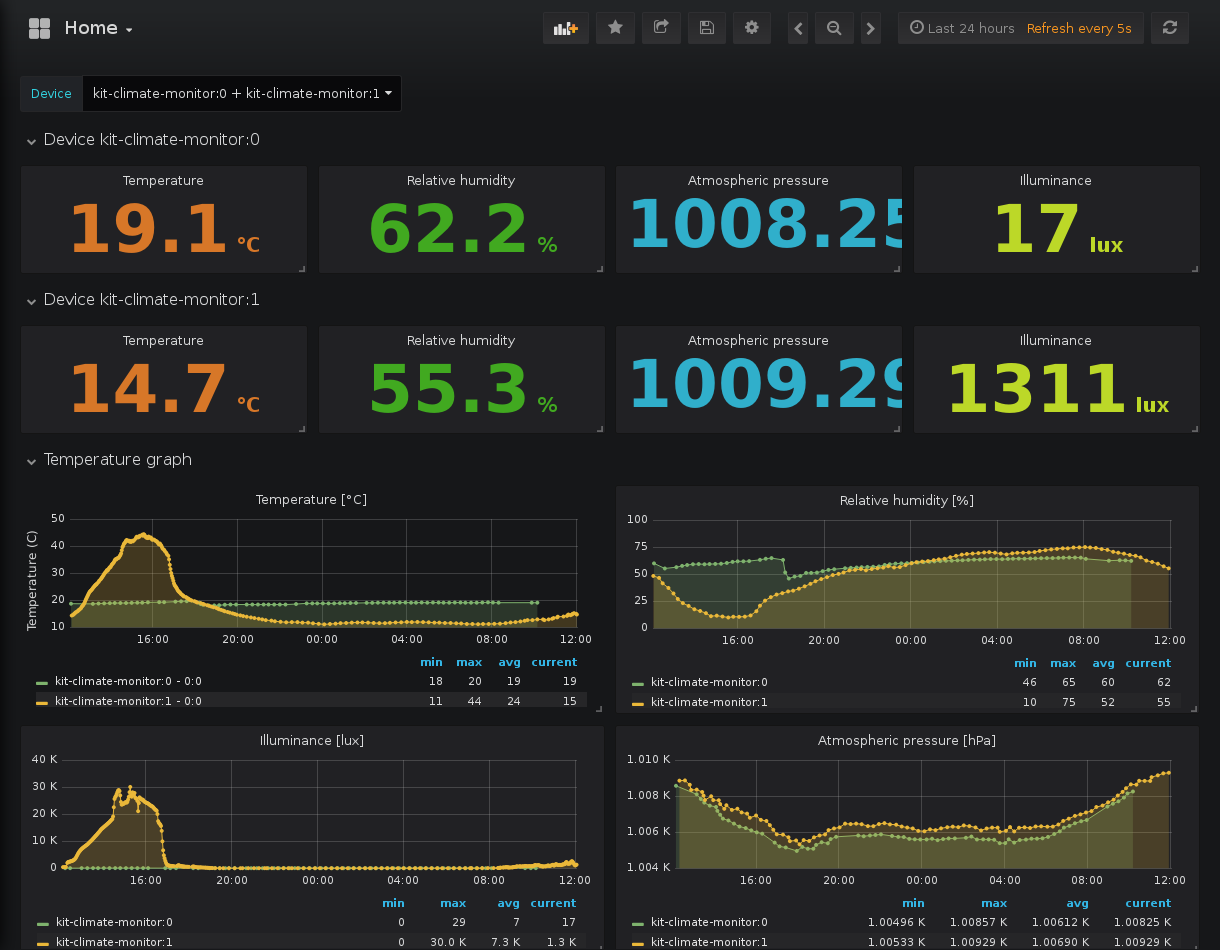 Home
Last 24 hours Refresh every 5s
Device kit-climate-monitor:0 + kit-climate-monitor:1
Device kit-climate-monitor:0
Temperature Relative humidity Atmospheric pressure Illuminance
19.1 °C 62.2 % 1008.25 17 lux
Device kit-climate-monitor:1
Temperature Relative humidity Atmospheric pressure Illuminance
14.7 °C 55.3 % 1009.29 1311 lux
Temperature graph
Temperature [°C]
Temperature (C)
50
40
30
20
10
16:00 20:00 00:00 04:00 08:00 12:00
min max avg current
kit-climate-monitor:0 - 0:0 18 20 19 19
kit-climate-monitor:1 - 0:0 11 44 24 15
Relative humidity [%]
100
75
50
25
0
16:00 20:00 00:00 04:00 08:00 12:00
min max avg current
kit-climate-monitor:0 46 65 60 62
kit-climate-monitor:1 10 75 52 55
Illuminance [lux]
40 K
30 K
20 K
10 K
0
16:00 20:00 00:00 04:00 08:00 12:00
min max avg current
kit-climate-monitor:0 0 29 7 17
kit-climate-monitor:1 0 30.0 K 7.3 K 1.3 K
Atmospheric pressure [hPa]
1.010 K
1.008 K
1.006 K
1.004 K
16:00 20:00 00:00 04:00 08:00 12:00
min max avg current
kit-climate-monitor:0 1.00496 K 1.00857 K 1.00612 K 1.00825 K
kit-climate-monitor:1 1.00533 K 1.00929 K 1.00690 K 1.00929 K